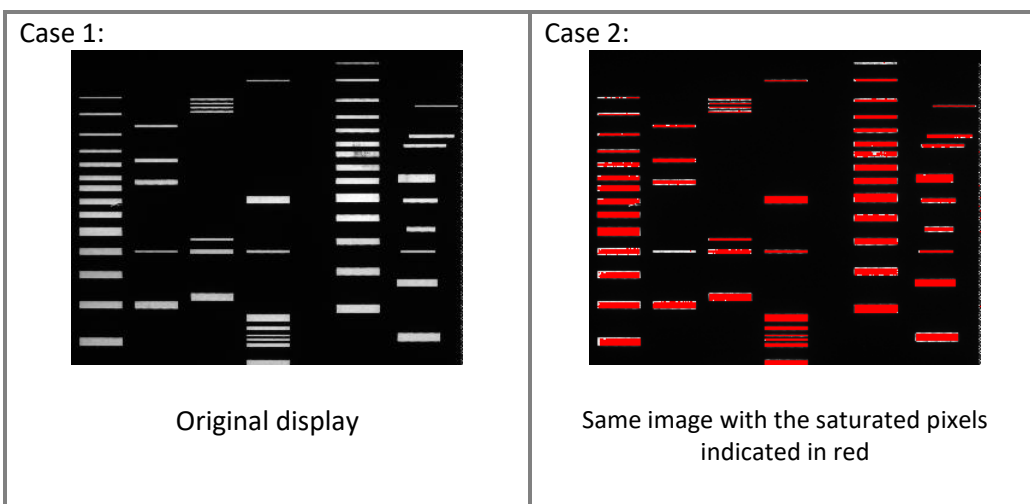 Case 1:
Case 2:
Original display
Same image with the saturated pixels
indicated in red